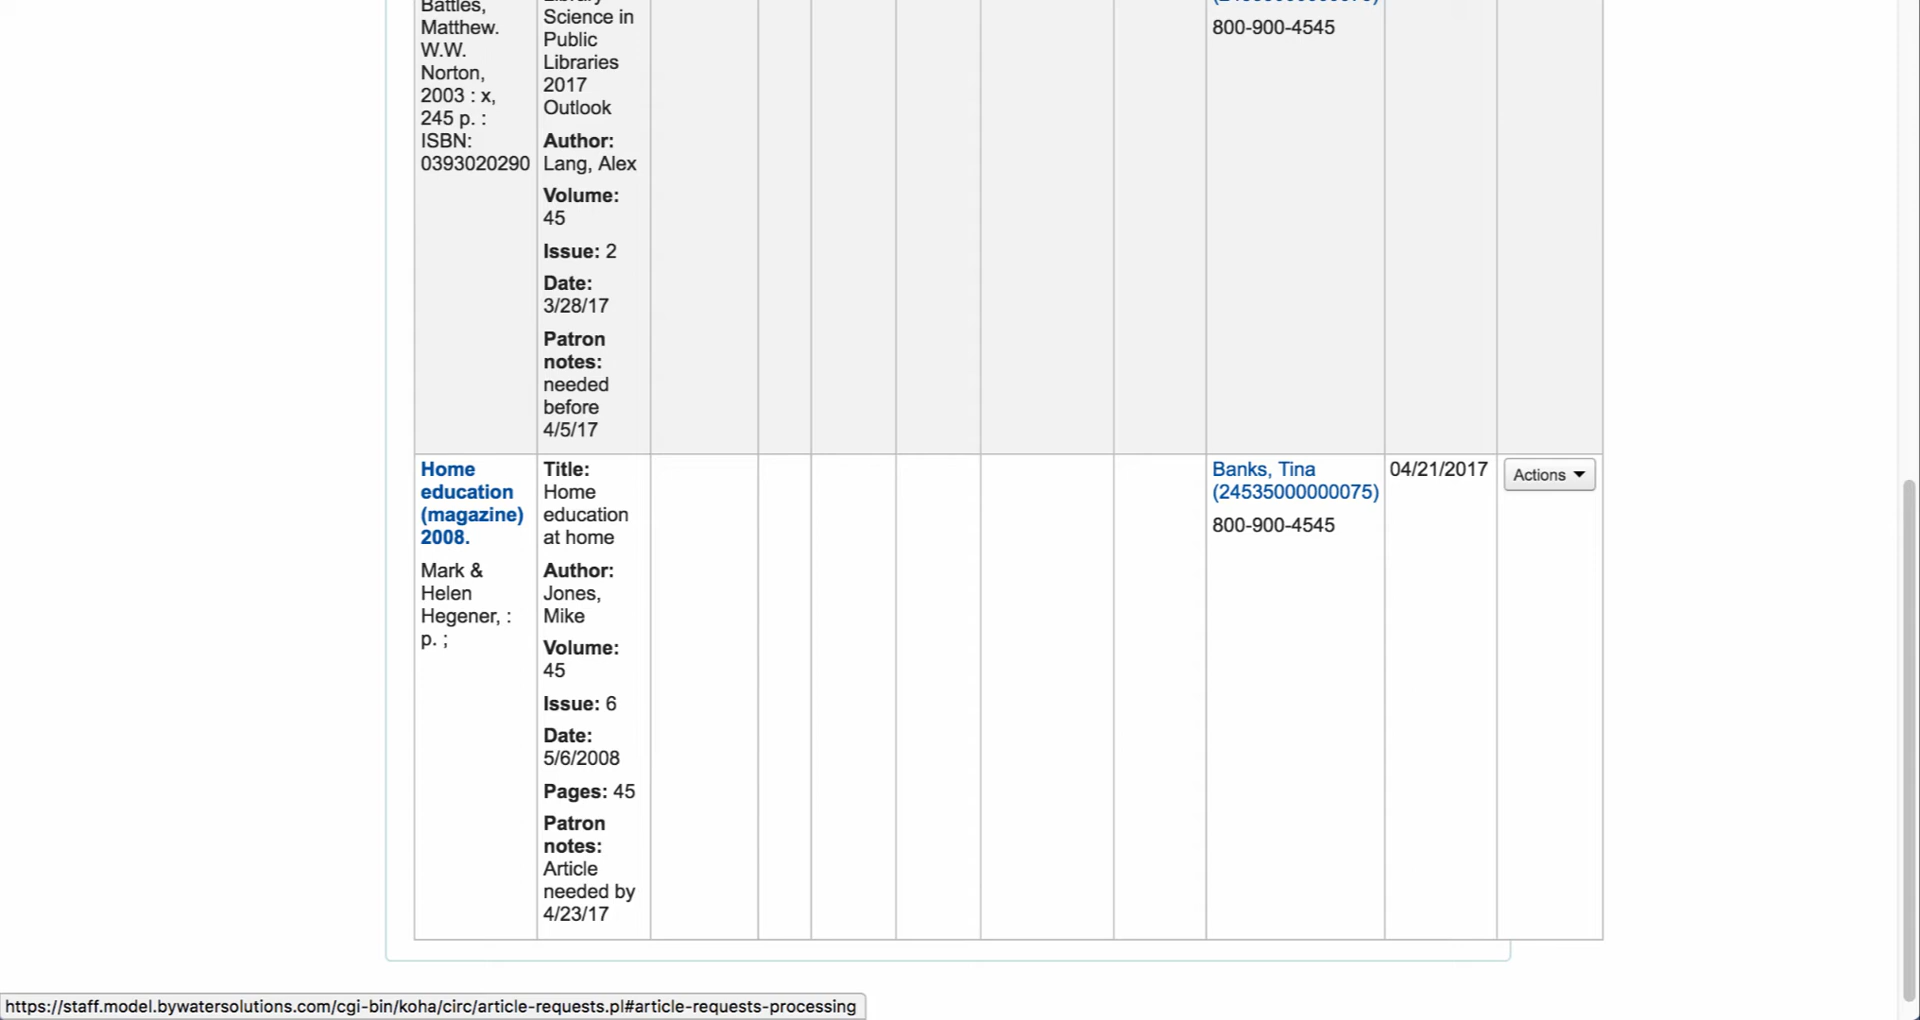 Battles,
Matthew.
W.W.
Norton,
2003 : x,
245 p. :
ISBN:
0393020290
Library
Science in
Public
Libraries
2017
Outlook
Author:
Lang, Alex
Volume:
45
Issue: 2
Date:
3/28/17
Patron
notes:
needed
before
4/5/17
(24535000000075)
800-900-4545
Home
education
(magazine)
2008.
Mark &
Helen
Hegener, :
p. ;
Title:
Home
education
at home
Author:
Jones,
Mike
Volume:
45
Issue: 6
Date:
5/6/2008
Pages: 45
Patron
notes:
Article
needed by
4/23/17
Banks, Tina
(24535000000075)
800-900-4545
04/21/2017
Actions
https://staff.model.bywatersolutions.com/cgi-bin/koha/circ/article-requests.pl#article-requests-processing